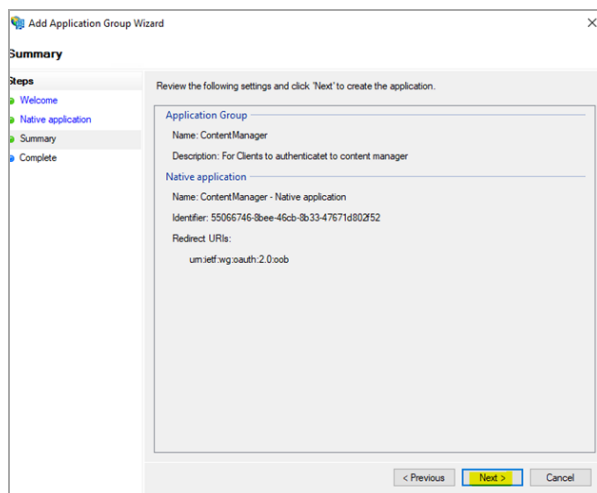 Add Application Group Wizard
Summary
Steps
Welcome
Native application
Summary
Complete
Review the following settings and click 'Next' to create the application.
Application Group
Name: ContentManager
Description: For Clients to authenticatet to content manager
Native application
Name: ContentManager - Native application
Identifier: 55066746-8bee-46cb-8b33-47671d802f52
Redirect URIs:
urn:ietf:wg:oauth:2.0:oob
< Previous
Next >
Cancel